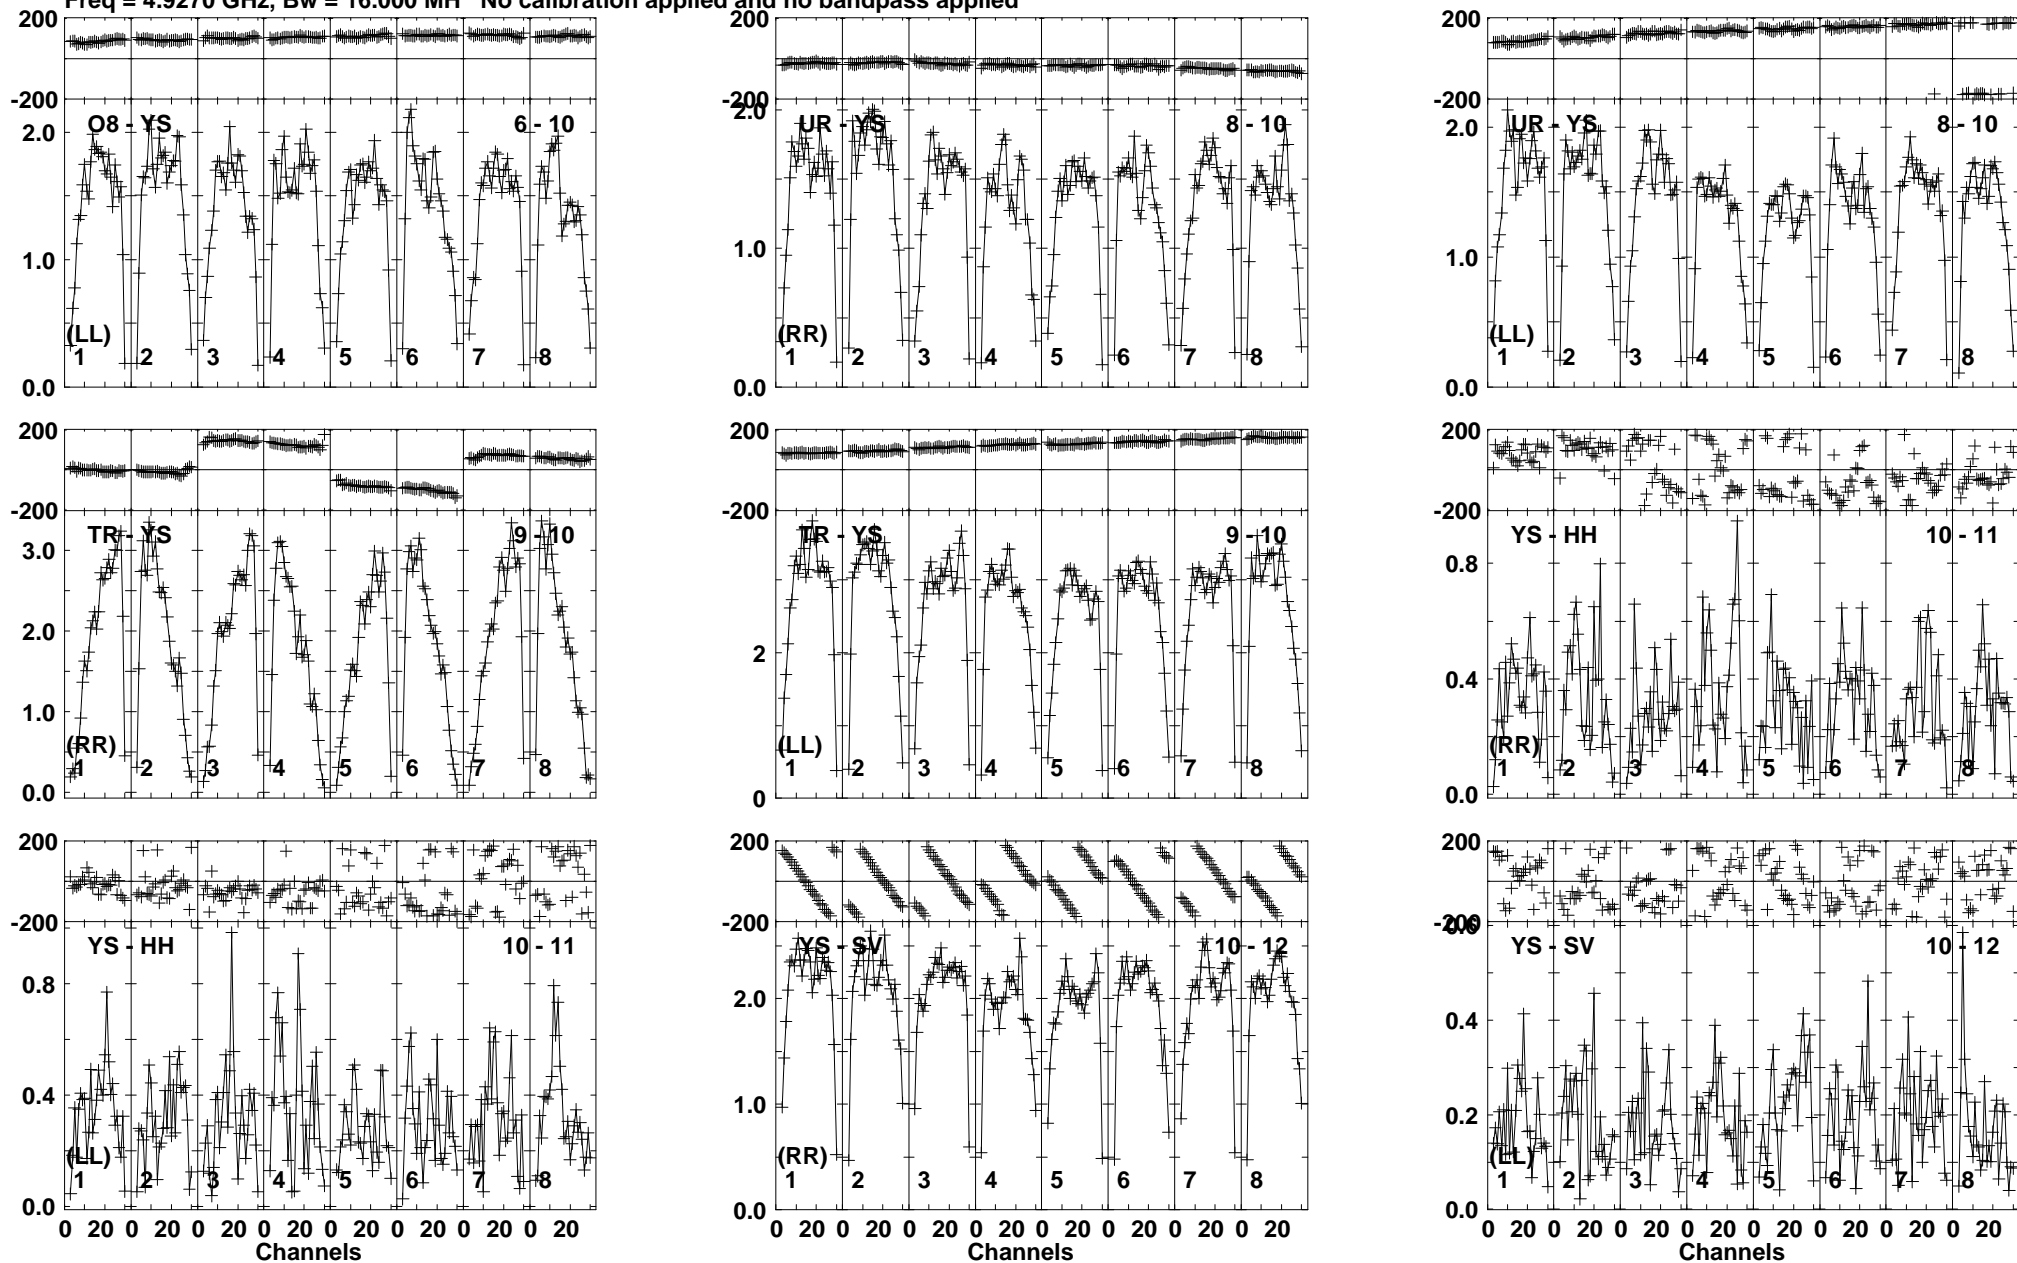 Freq = 4.9270 GHz, Bw = 16.000 MH No calibration applied and no bandpass applied
200
-200
O8 - YS 6 - 10
2.0
1.0
0.0
(LL)
1 2 3 4 5 6 7 8
200
-200
2.0
UR - YS 8 - 10
1.0
0.0
(RR)
1 2 3 4 5 6 7 8
200
-200
UR - YS 8 - 10
2.0
1.0
0.0
(LL)
1 2 3 4 5 6 7 8
200
-200
TR - YS 9 - 10
3.0
2.0
1.0
0.0
(RR)
1 2 3 4 5 6 7 8
200
-200
TR - YS 9 - 10
2
0
(LL)
1 2 3 4 5 6 7 8
200
-200
YS - HH 10 - 11
0.8
0.4
0.0
(RR)
1 2 3 4 5 6 7 8
200
-200
YS - HH 10 - 11
0.8
0.4
0.0
(LL)
1 2 3 4 5 6 7 8
0 20 0 20 0 20 0 20 0 20 0 20 0 20 0 20
Channels
200
-200
YS - SV 10 - 12
2.0
1.0
0.0
(RR)
1 2 3 4 5 6 7 8
0 20 0 20 0 20 0 20 0 20 0 20 0 20 0 20
Channels
200
-200
0.6
YS - SV 10 - 12
0.4
0.2
0.0
(LL)
1 2 3 4 5 6 7 8
0 20 0 20 0 20 0 20 0 20 0 20 0 20 0 20
Channels